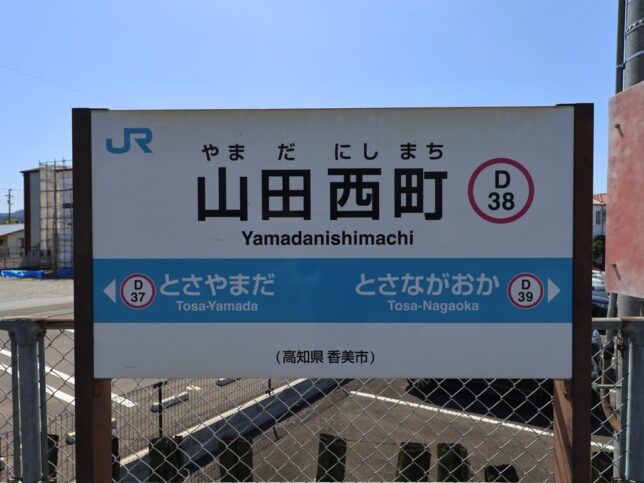 JR
やまだにしまち
山田西町
D
38
Yamadanishimachi
D
37
とさやまだ
Tosa-Yamada
とさながおか
Tosa-Nagaoka
D
39
(高知県 香美市)